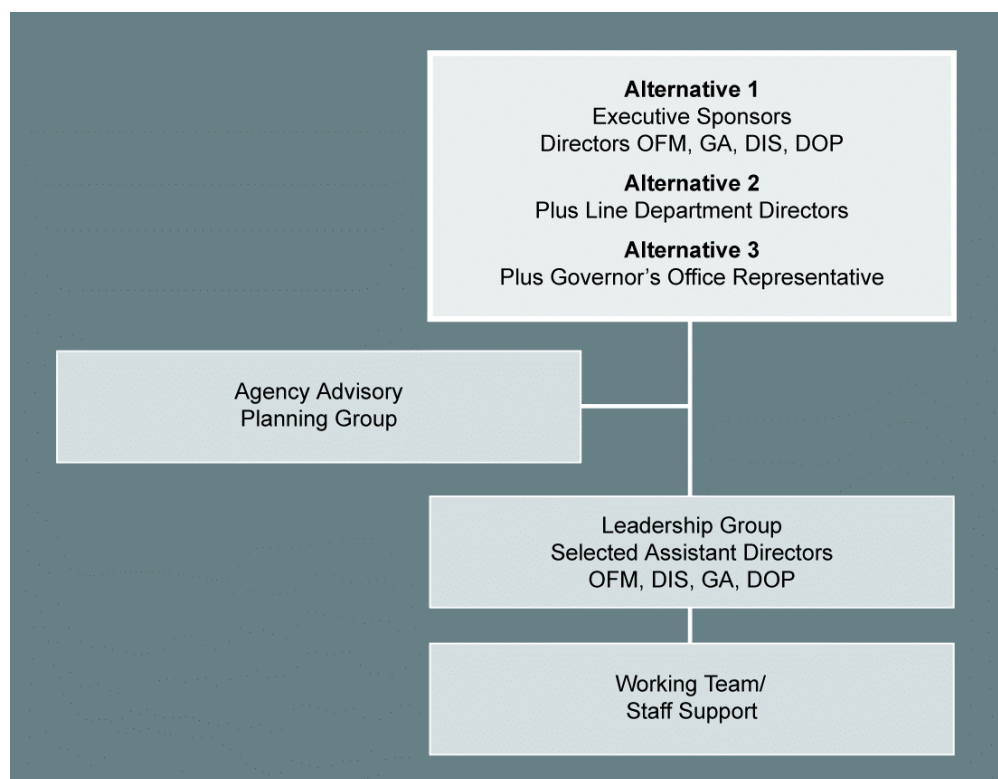 Alternative 1
Executive Sponsors
Directors OFM, GA, DIS, DOP
Alternative 2
Plus Line Department Directors
Alternative 3
Plus Governor’s Office Representative
Agency Advisory
Planning Group
Leadership Group
Selected Assistant Directors
OFM, DIS, GA, DOP
Working Team/
Staff Support